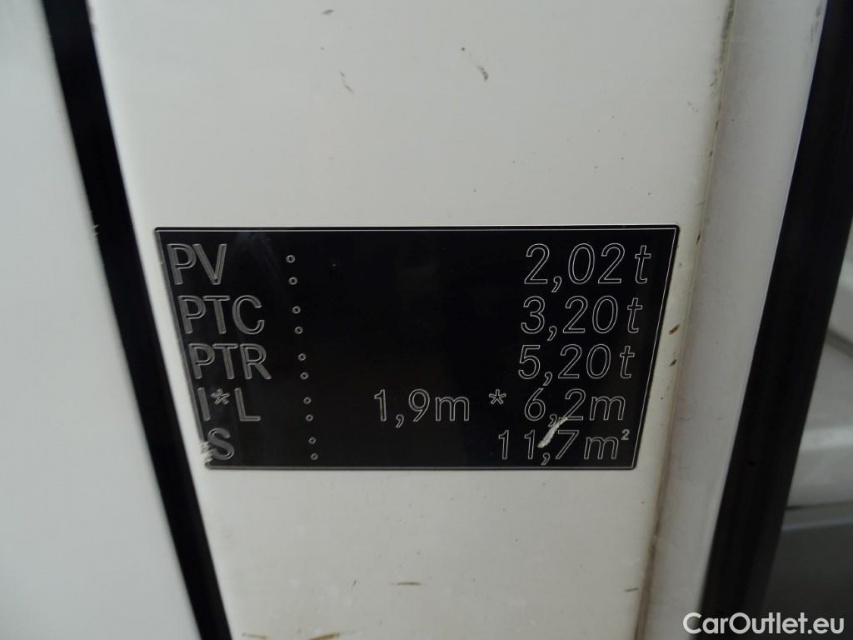 PV : 2,02t
PTC : 3,20t
PTR : 5,20t
l*L : 1,9m * 6,2m
S : 11,7m²
CarOutlet.eu